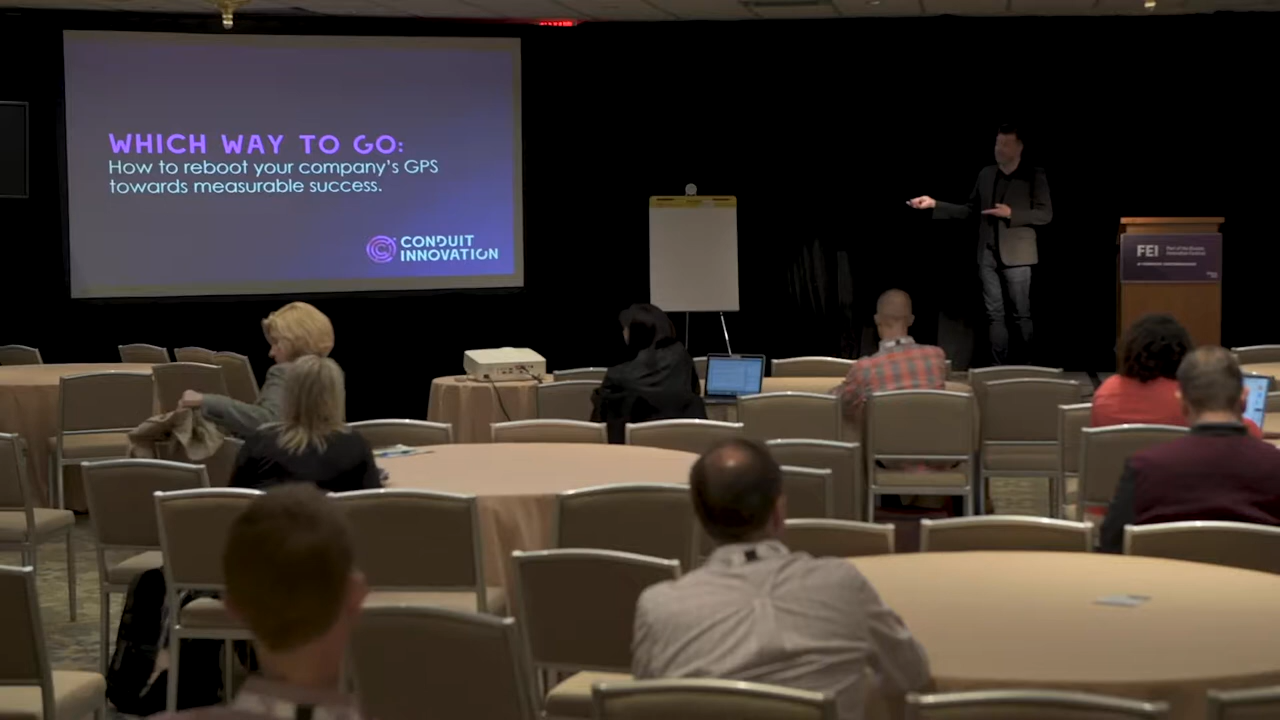 WHICH WAY TO GO:
How to reboot your company's GPS
towards measurable success.
CONDUIT
INNOVATION
FEI